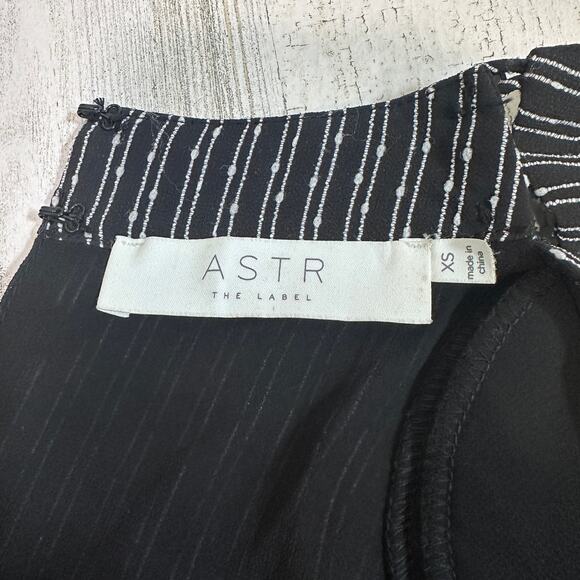 ASTR
THE LABEL
XS
made in
china